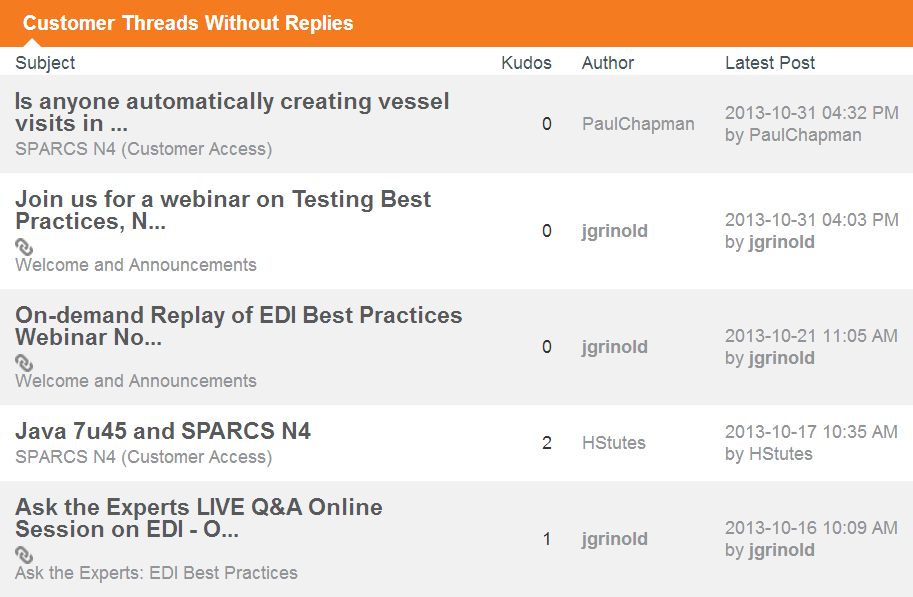 Customer Threads Without Replies
Subject Kudos Author Latest Post
Is anyone automatically creating vessel
visits in ...
SPARCS N4 (Customer Access)
0
PaulChapman
2013-10-31 04:32 PM
by PaulChapman
Join us for a webinar on Testing Best
Practices, N...
Welcome and Announcements
0
jgrinold
2013-10-31 04:03 PM
by jgrinold
On-demand Replay of EDI Best Practices
Webinar No...
Welcome and Announcements
0
jgrinold
2013-10-21 11:05 AM
by jgrinold
Java 7u45 and SPARCS N4
SPARCS N4 (Customer Access)
2
HStutes
2013-10-17 10:35 AM
by HStutes
Ask the Experts LIVE Q&A Online
Session on EDI - O...
Ask the Experts: EDI Best Practices
1
jgrinold
2013-10-16 10:09 AM
by jgrinold